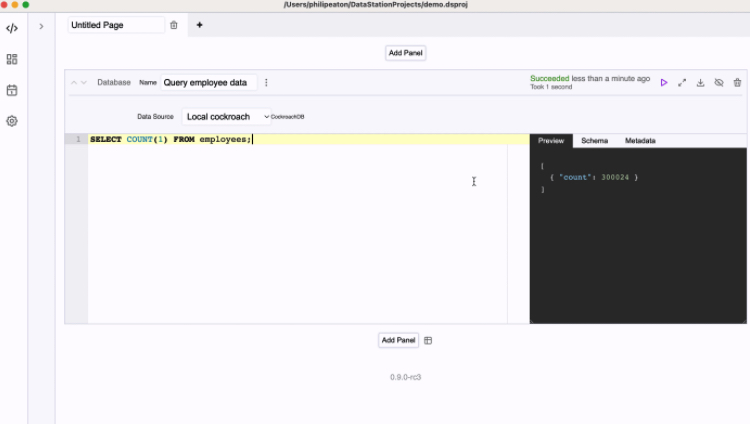 /Users/philipeaton/DataStationProjects/demo.dsproj
Untitled Page
+
Add Panel
Database Name Query employee data
Succeeded less than a minute ago
Took 1 second
Data Source Local cockroach CockroachDB
1 SELECT COUNT(1) FROM employees;
Preview Schema Metadata
[
{ "count": 300024 }
]
Add Panel
0.9.0-rc3